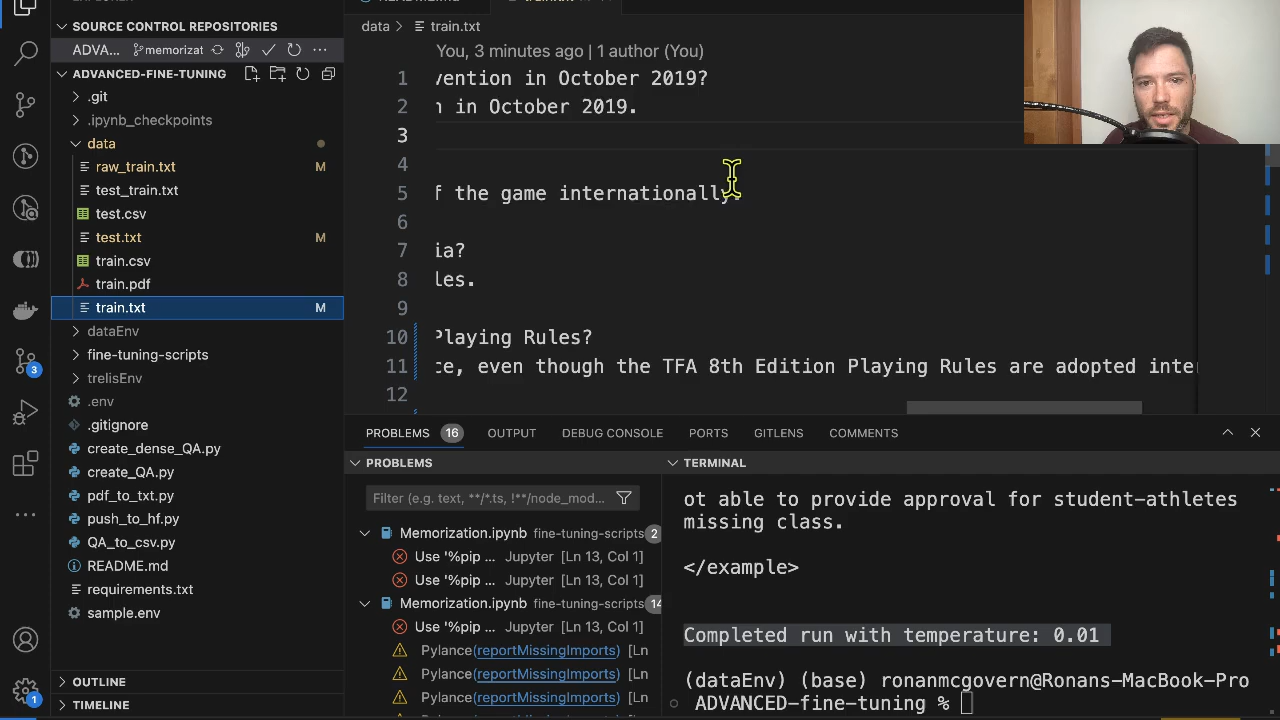 SOURCE CONTROL REPOSITORIES
ADVA... memorizat ...
ADVANCED-FINE-TUNING
.git
.ipynb_checkpoints
data
raw_train.txt M
test_train.txt
test.csv
test.txt M
train.csv
train.pdf
train.txt M
dataEnv
fine-tuning-scripts
trelisEnv
.env
.gitignore
create_dense_QA.py
create_QA.py
pdf_to_txt.py
push_to_hf.py
QA_to_csv.py
README.md
requirements.txt
sample.env
OUTLINE
TIMELINE
3
1
data > train.txt
You, 3 minutes ago | 1 author (You)
1 vention in October 2019?
2 n in October 2019.
3
4
5 f the game internationally.
6
7 ia?
8 les.
9
10 Playing Rules?
11 ce, even though the TFA 8th Edition Playing Rules are adopted inter
12
PROBLEMS 16 OUTPUT DEBUG CONSOLE PORTS GITLENS COMMENTS
PROBLEMS
Filter (e.g. text, **/*.ts, !**/node_mod...
Memorization.ipynb fine-tuning-scripts 2
Use '%pip ... Jupyter [Ln 13, Col 1]
Use '%pip ... Jupyter [Ln 13, Col 1]
Memorization.ipynb fine-tuning-scripts 14
Use '%pip ... Jupyter [Ln 13, Col 1]
Pylance(reportMissingImports) [Ln
Pylance(reportMissingImports) [Ln
Pylance(reportMissingImports) [Ln
TERMINAL
ot able to provide approval for student-athletes
missing class.
</example>
Completed run with temperature: 0.01
(dataEnv) (base) ronanmcgovern@Ronans-MacBook-Pro
ADVANCED-fine-tuning %